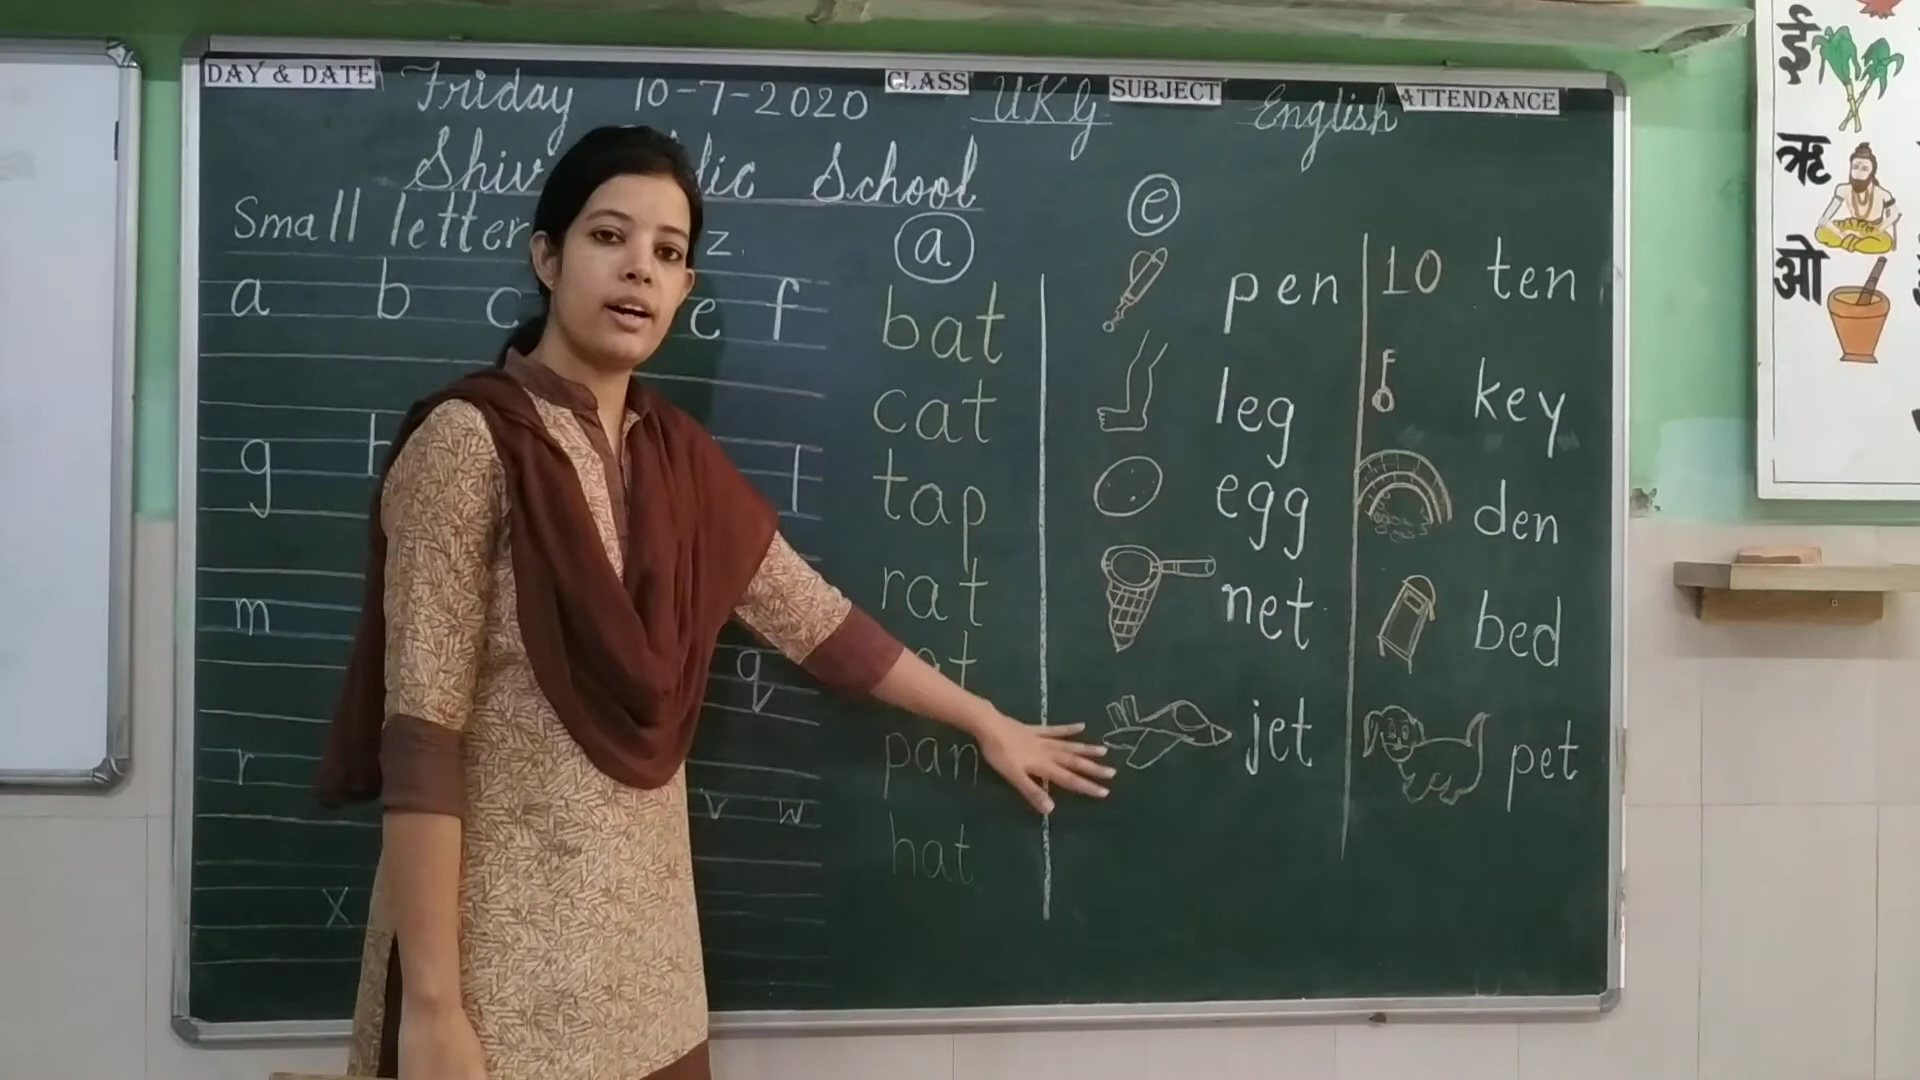 DAY & DATE Friday 10-7-2020 CLASS UKG SUBJECT English ATTENDANCE
Shiv School
Small letter z.
a b c e f
g l
m
q
r
v w
x
a
bat
cat
tap
rat
pan
hat
e
pen
leg
egg
net
jet
10 ten
key
den
bed
pet
ई
ऋ
ओ